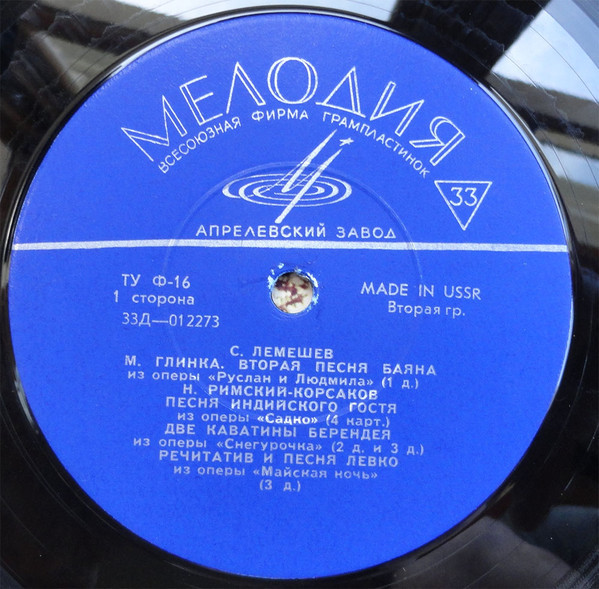 МЕЛОДИЯ
ВСЕСОЮЗНАЯ ФИРМА ГРАМПЛАСТИНОК
33
АПРЕЛЕВСКИЙ ЗАВОД
ТУ Ф-16
1 сторона
33Д—012273
MADE IN USSR
Вторая гр.
С. ЛЕМЕШЕВ
М. ГЛИНКА. ВТОРАЯ ПЕСНЯ БАЯНА
из оперы «Руслан и Людмила» (1 д.)
Н. РИМСКИЙ-КОРСАКОВ
ПЕСНЯ ИНДИЙСКОГО ГОСТЯ
из оперы «Садко» (4 карт.)
ДВЕ КАВАТИНЫ БЕРЕНДЕЯ
из оперы «Снегурочка» (2 д. и 3 д.)
РЕЧИТАТИВ И ПЕСНЯ ЛЕВКО
из оперы «Майская ночь»
(3 д.)